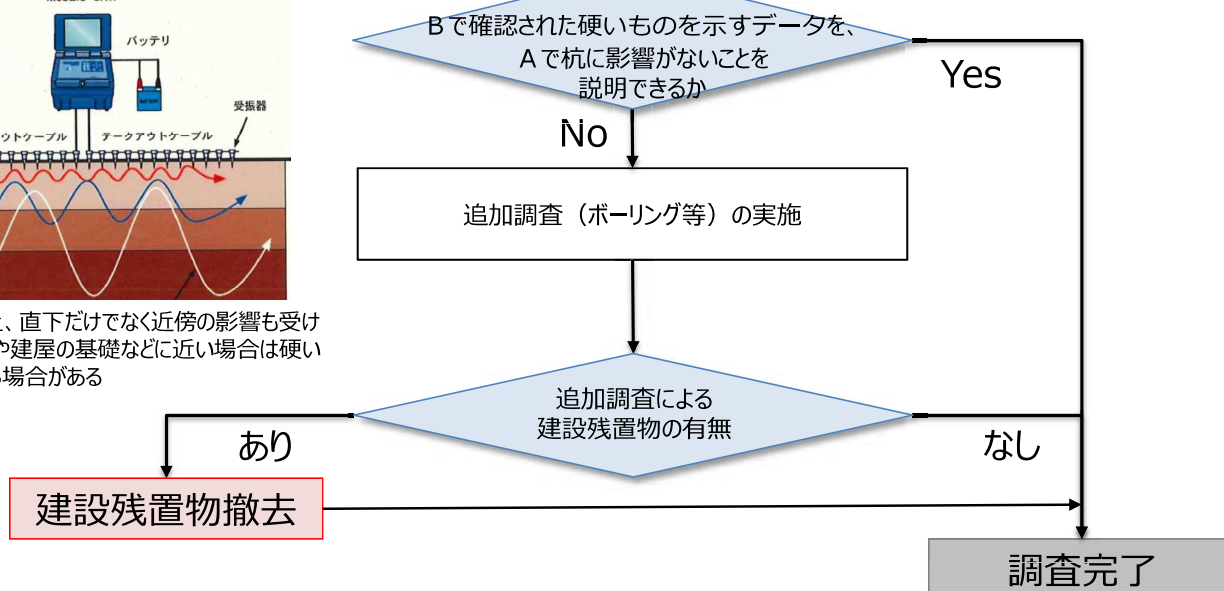 バッテリ
受振器
ウトケーブル
テークアウトケーブル
、直下だけでなく近傍の影響も受け
や建屋の基礎などに近い場合は硬い
場合がある
Bで確認された硬いものを示すデータを、
Aで杭に影響がないことを
説明できるか
Yes
No
追加調査（ボーリング等）の実施
追加調査による
建設残置物の有無
あり
なし
建設残置物撤去
調査完了